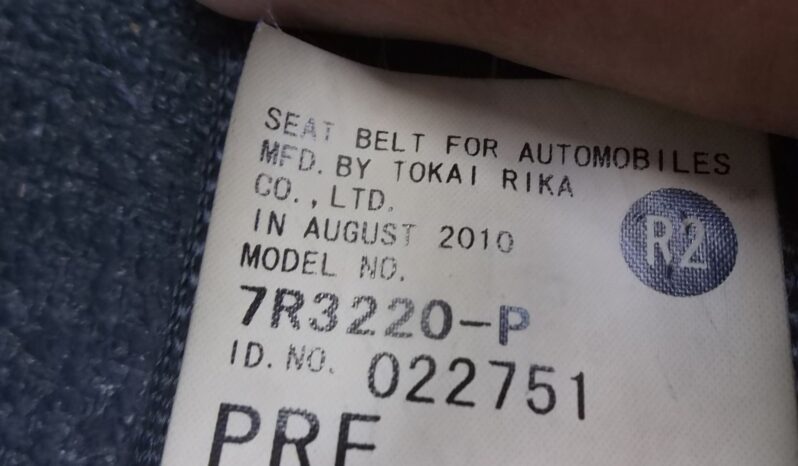 SEAT BELT FOR AUTOMOBILES
MFD. BY TOKAI RIKA
CO., LTD.
IN AUGUST 2010
R2
MODEL NO.
7R3220-P
ID. NO. 022751
PRE